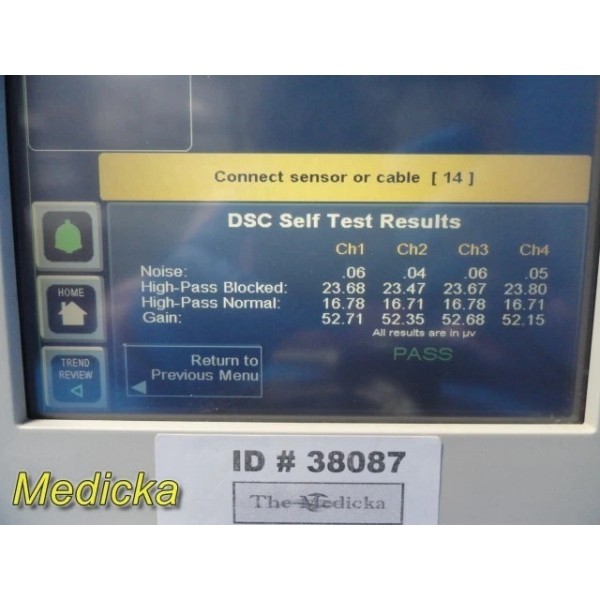 Connect sensor or cable [ 14 ]
DSC Self Test Results
Ch1 Ch2 Ch3 Ch4
Noise: .06 .04 .06 .05
High-Pass Blocked: 23.68 23.47 23.67 23.80
High-Pass Normal: 16.78 16.71 16.78 16.71
Gain: 52.71 52.35 52.68 52.15
All results are in µv
PASS
HOME
TREND
REVIEW
Return to
Previous Menu
ID # 38087
The Medicka
Medicka